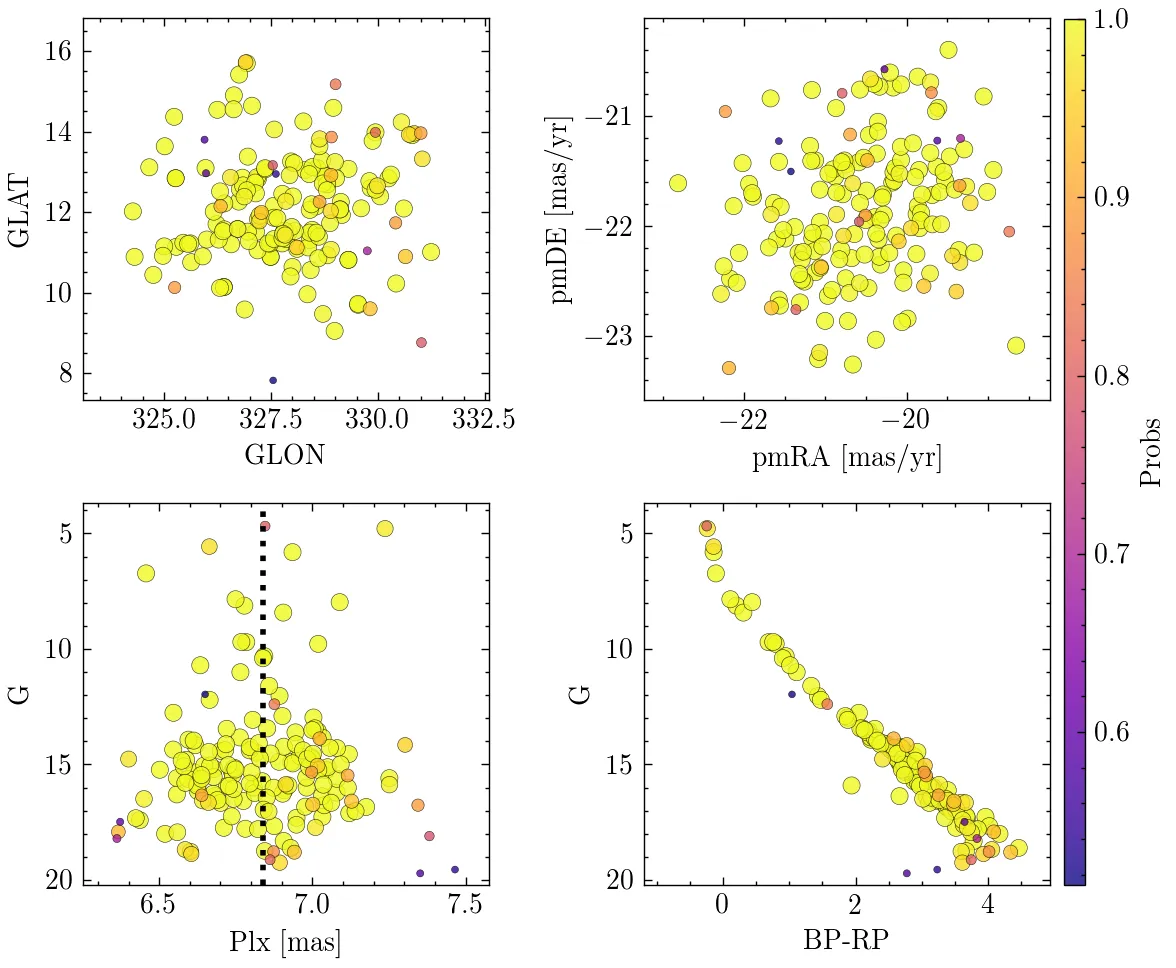 16
14
12
10
8
GLAT
325.0 327.5 330.0 332.5
GLON
−21
−22
−23
pmDE [mas/yr]
−22 −20
pmRA [mas/yr]
5
10
15
20
G
6.5 7.0 7.5
Plx [mas]
5
10
15
20
G
0 2 4
BP-RP
1.0
0.9
0.8
0.7
0.6
Probs